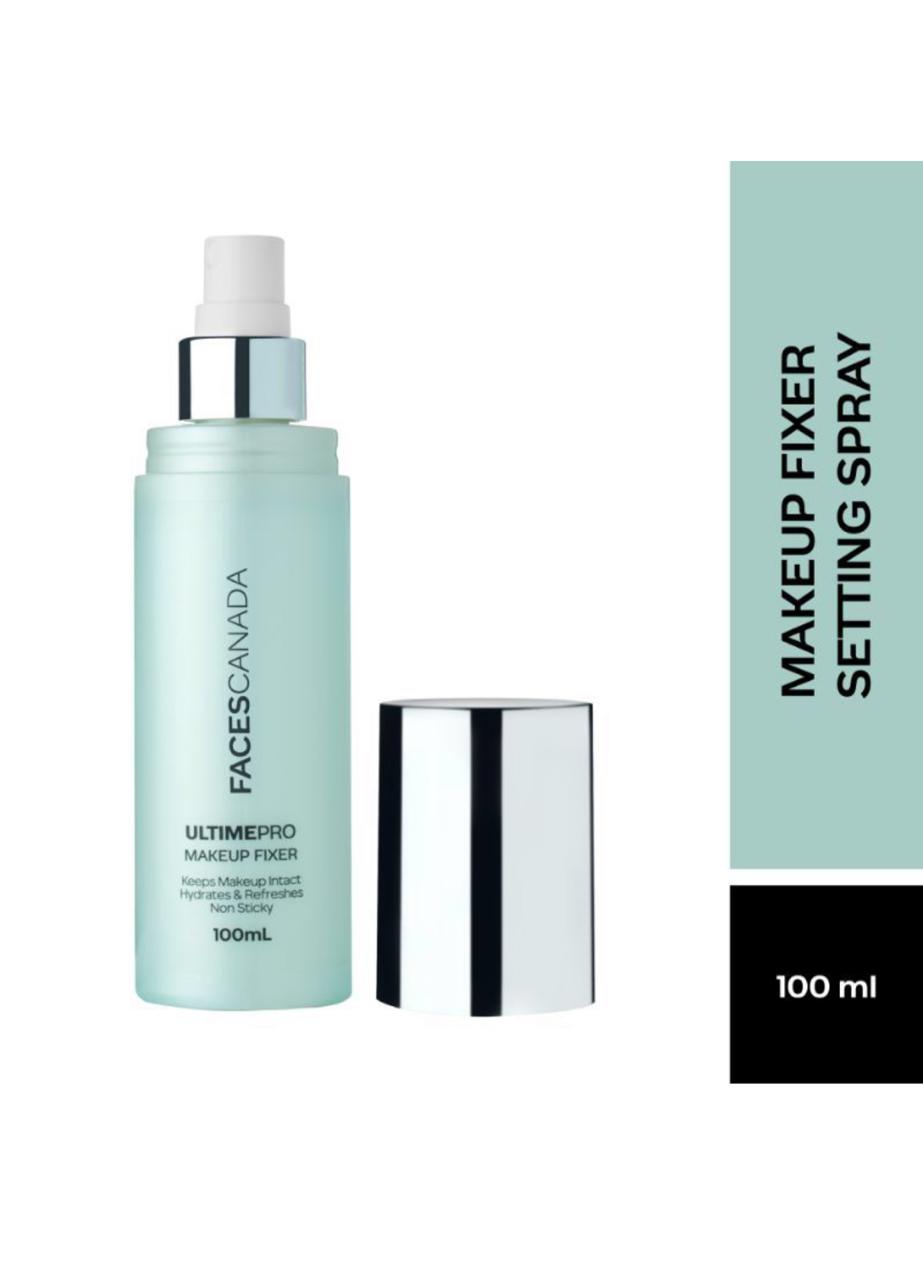 FACESCANADA
ULTIMEPRO
MAKEUP FIXER
Keeps Makeup Intact
Hydrates & Refreshes
Non Sticky
100mL
MAKEUP FIXER
SETTING SPRAY
100 ml